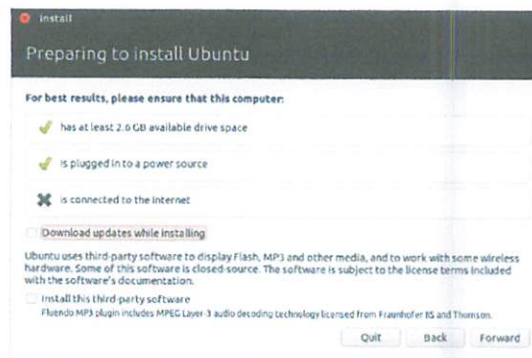 Install
Preparing to install Ubuntu
For best results, please ensure that this computer:
has at least 2.6 GB available drive space
is plugged in to a power source
is connected to the Internet
Download updates while installing
Ubuntu uses third-party software to display Flash, MP3 and other media, and to work with some wireless
hardware. Some of this software is closed-source. The software is subject to the license terms included
with the software's documentation.
Install this third-party software
Fluendo MP3 plugin includes MPEG Layer-3 audio decoding technology licensed from Fraunhofer IIS and Thomson.
Quit Back Forward